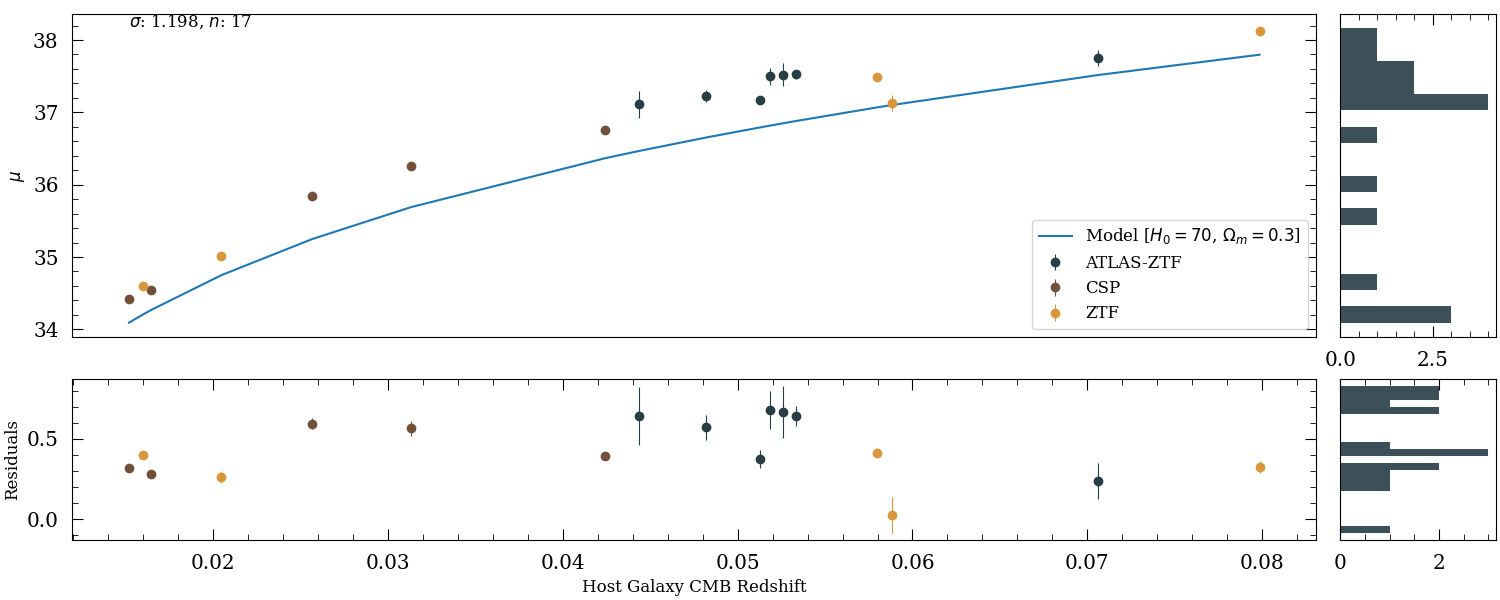 σ: 1.198, n: 17
38
37
36
35
34
μ
Model [H₀ = 70, Ωₘ = 0.3]
ATLAS-ZTF
CSP
ZTF
0.0 2.5
0.5
0.0
Residuals
0.02 0.03 0.04 0.05 0.06 0.07 0.08
Host Galaxy CMB Redshift
0 2